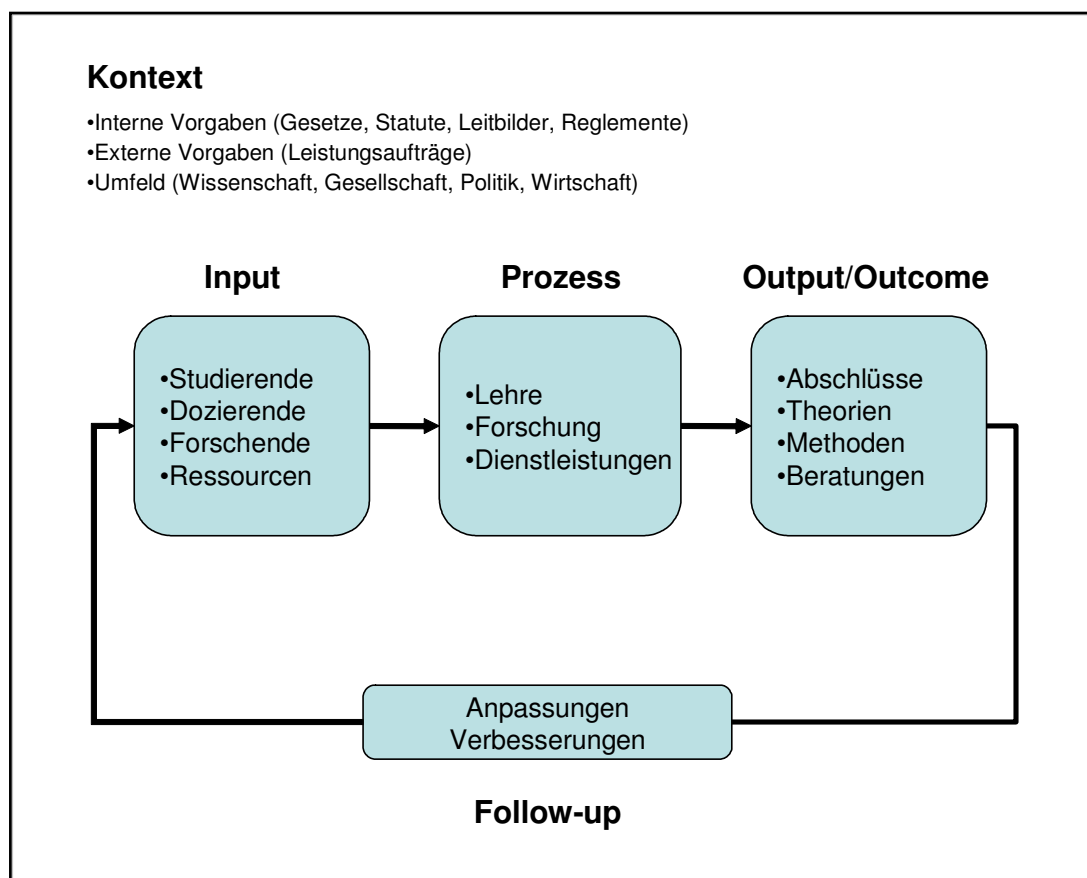 Kontext
•Interne Vorgaben (Gesetze, Statute, Leitbilder, Reglemente)
•Externe Vorgaben (Leistungsaufträge)
•Umfeld (Wissenschaft, Gesellschaft, Politik, Wirtschaft)
Input
•Studierende
•Dozierende
•Forschende
•Ressourcen
Prozess
•Lehre
•Forschung
•Dienstleistungen
Output/Outcome
•Abschlüsse
•Theorien
•Methoden
•Beratungen
Anpassungen
Verbesserungen
Follow-up